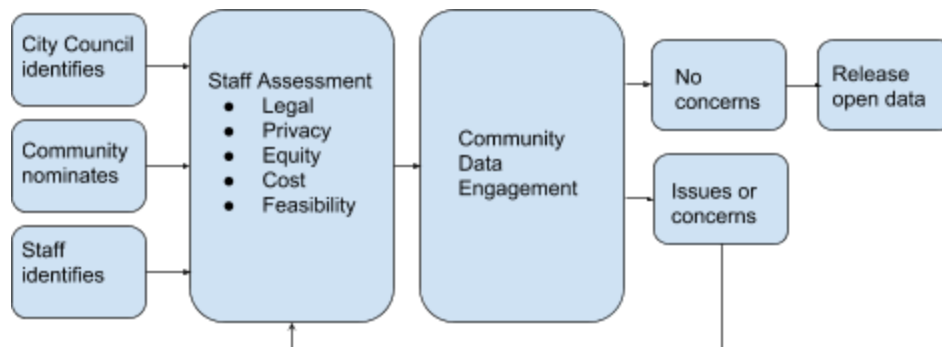 City Council
identifies
Community
nominates
Staff
identifies
Staff Assessment
● Legal
● Privacy
● Equity
● Cost
● Feasibility
Community
Data
Engagement
No
concerns
Release
open data
Issues or
concerns